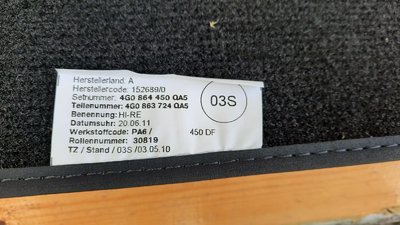 Herstellerland: A
Herstellercode: 152689/0
Setnummer: 4G0 864 450 QA5
Teilenummer: 4G0 863 724 QA5
Benennung: HI-RE
Datumsuhr: 20.06.11
Werkstoffcode: PA6 / 450 DF
Rollennummer: 30819
TZ / Stand / 03S /03.05.10
03S